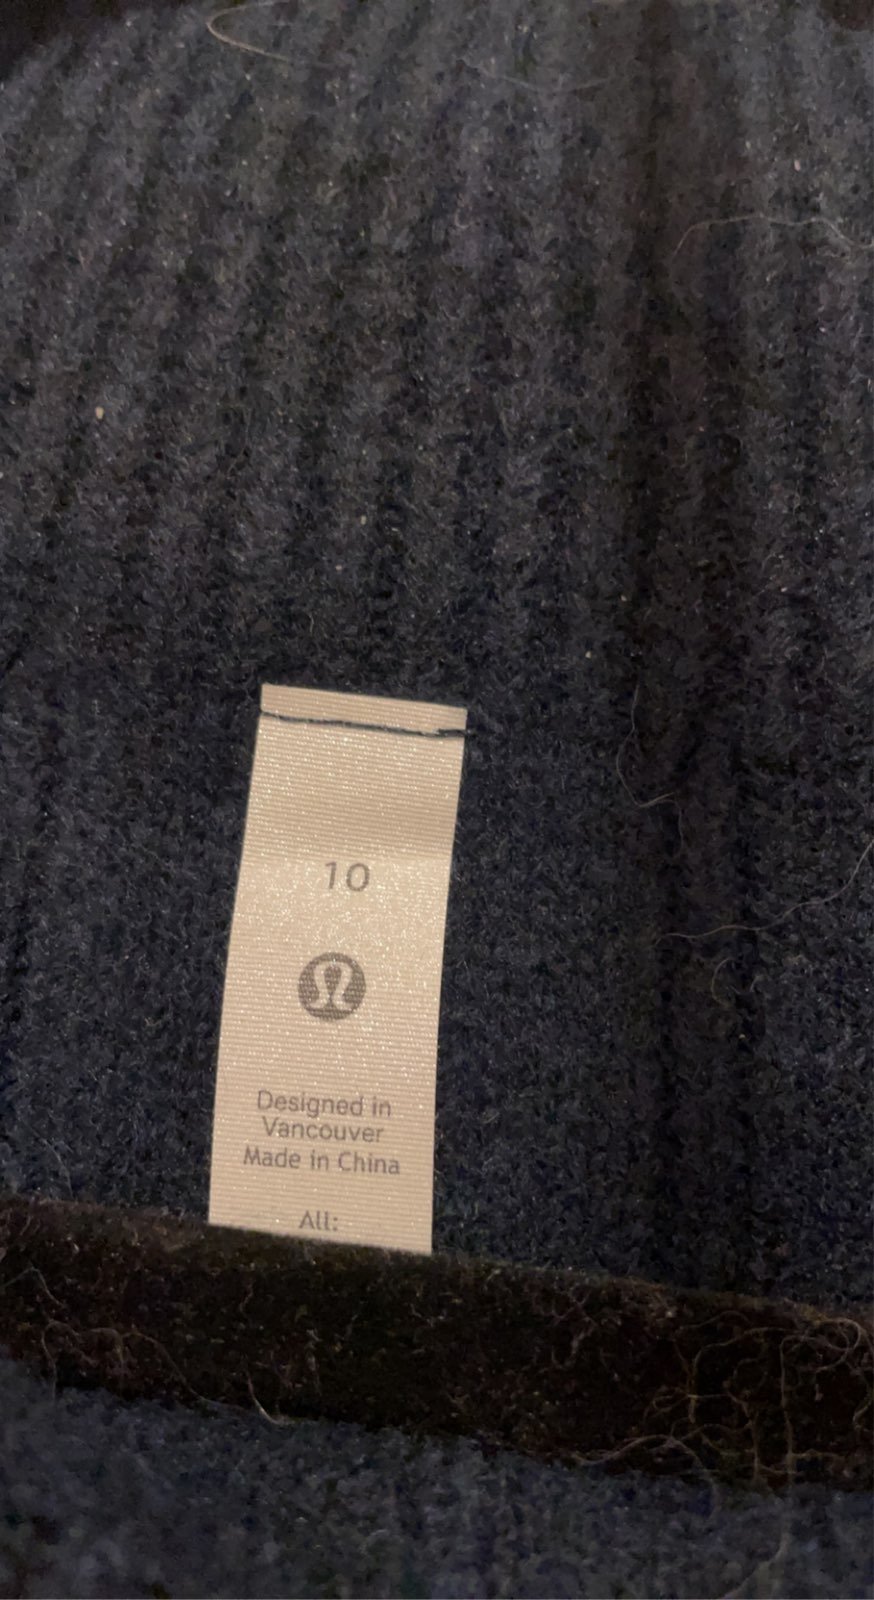 10
Designed in
Vancouver
Made in China
All: